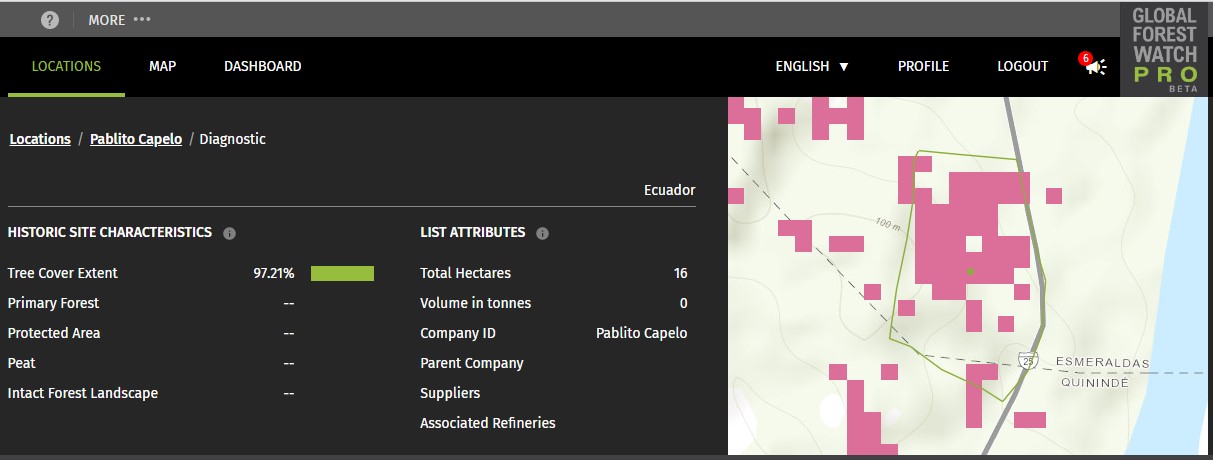 ? MORE •••
GLOBAL
FOREST
WATCH
PRO
BETA
LOCATIONS MAP DASHBOARD ENGLISH ▼ PROFILE LOGOUT 6
Locations / Pablito Capelo / Diagnostic
Ecuador
HISTORIC SITE CHARACTERISTICS i
Tree Cover Extent 97.21%
Primary Forest --
Protected Area --
Peat --
Intact Forest Landscape --
LIST ATTRIBUTES i
Total Hectares 16
Volume in tonnes 0
Company ID Pablito Capelo
Parent Company
Suppliers
Associated Refineries
100 m
25
ESMERALDAS
QUININDÉ